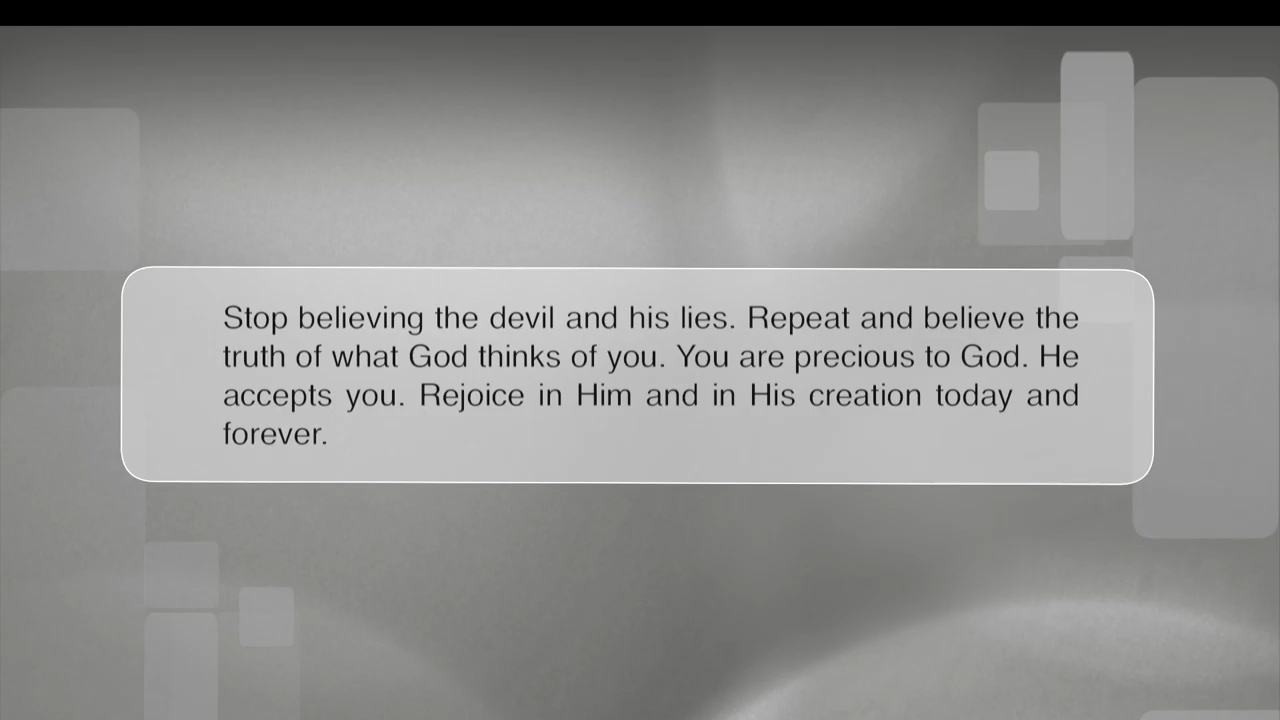 Stop believing the devil and his lies. Repeat and believe the
truth of what God thinks of you. You are precious to God. He
accepts you. Rejoice in Him and in His creation today and
forever.